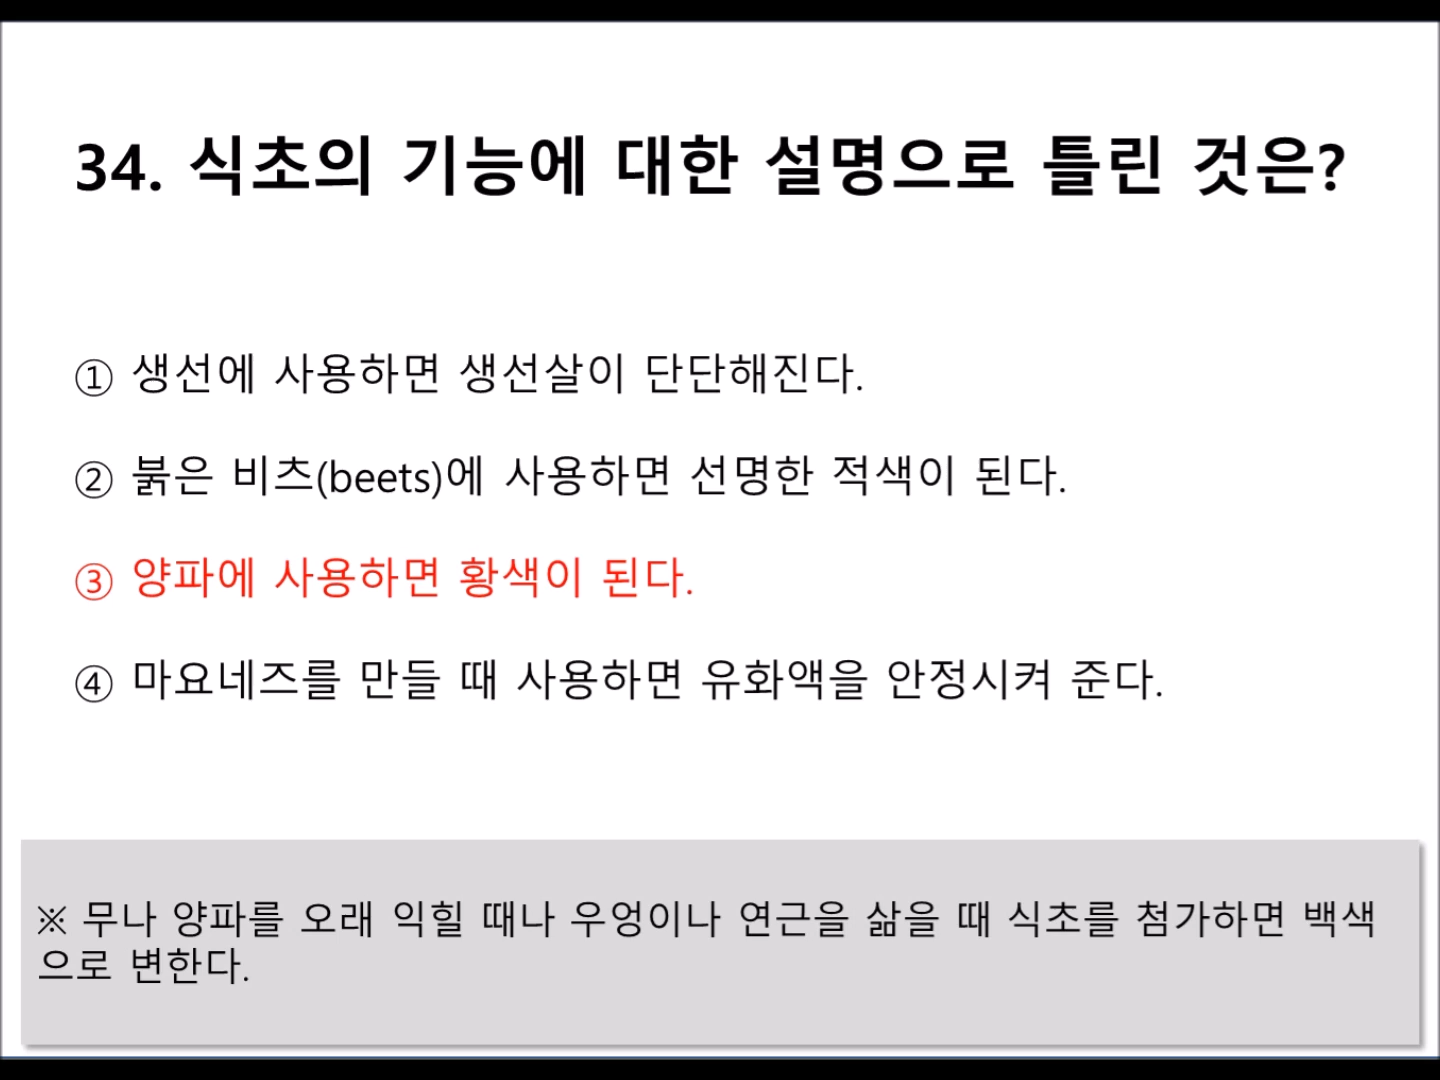 34. 식초의 기능에 대한 설명으로 틀린 것은?
① 생선에 사용하면 생선살이 단단해진다.
② 붉은 비츠(beets)에 사용하면 선명한 적색이 된다.
③ 양파에 사용하면 황색이 된다.
④ 마요네즈를 만들 때 사용하면 유화액을 안정시켜 준다.
※ 무나 양파를 오래 익힐 때나 우엉이나 연근을 삶을 때 식초를 첨가하면 백색
으로 변한다.